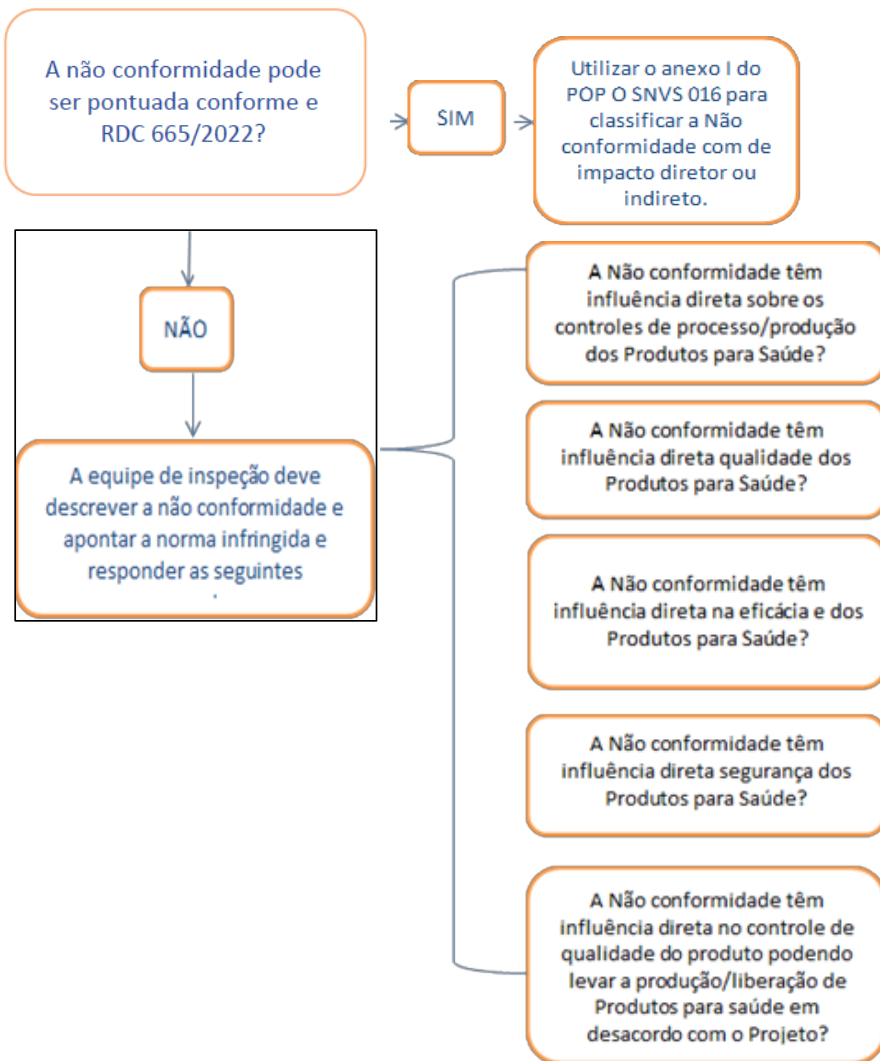 A não conformidade pode
ser pontuada conforme e
RDC 665/2022?
SIM
Utilizar o anexo I do
POP O SNVS 016 para
classificar a Não
conformidade com de
impacto diretor ou
indireto.
NÃO
A equipe de inspeção deve
descrever a não conformidade e
apontar a norma infringida e
responder as seguintes
A Não conformidade têm
influência direta sobre os
controles de processo/produção
dos Produtos para Saúde?
A Não conformidade têm
influência direta qualidade dos
Produtos para Saúde?
A Não conformidade têm
influência direta na eficácia e dos
Produtos para Saúde?
A Não conformidade têm
influência direta segurança dos
Produtos para Saúde?
A Não conformidade têm
influência direta no controle de
qualidade do produto podendo
levar a produção/liberação de
Produtos para saúde em
desacordo com o Projeto?